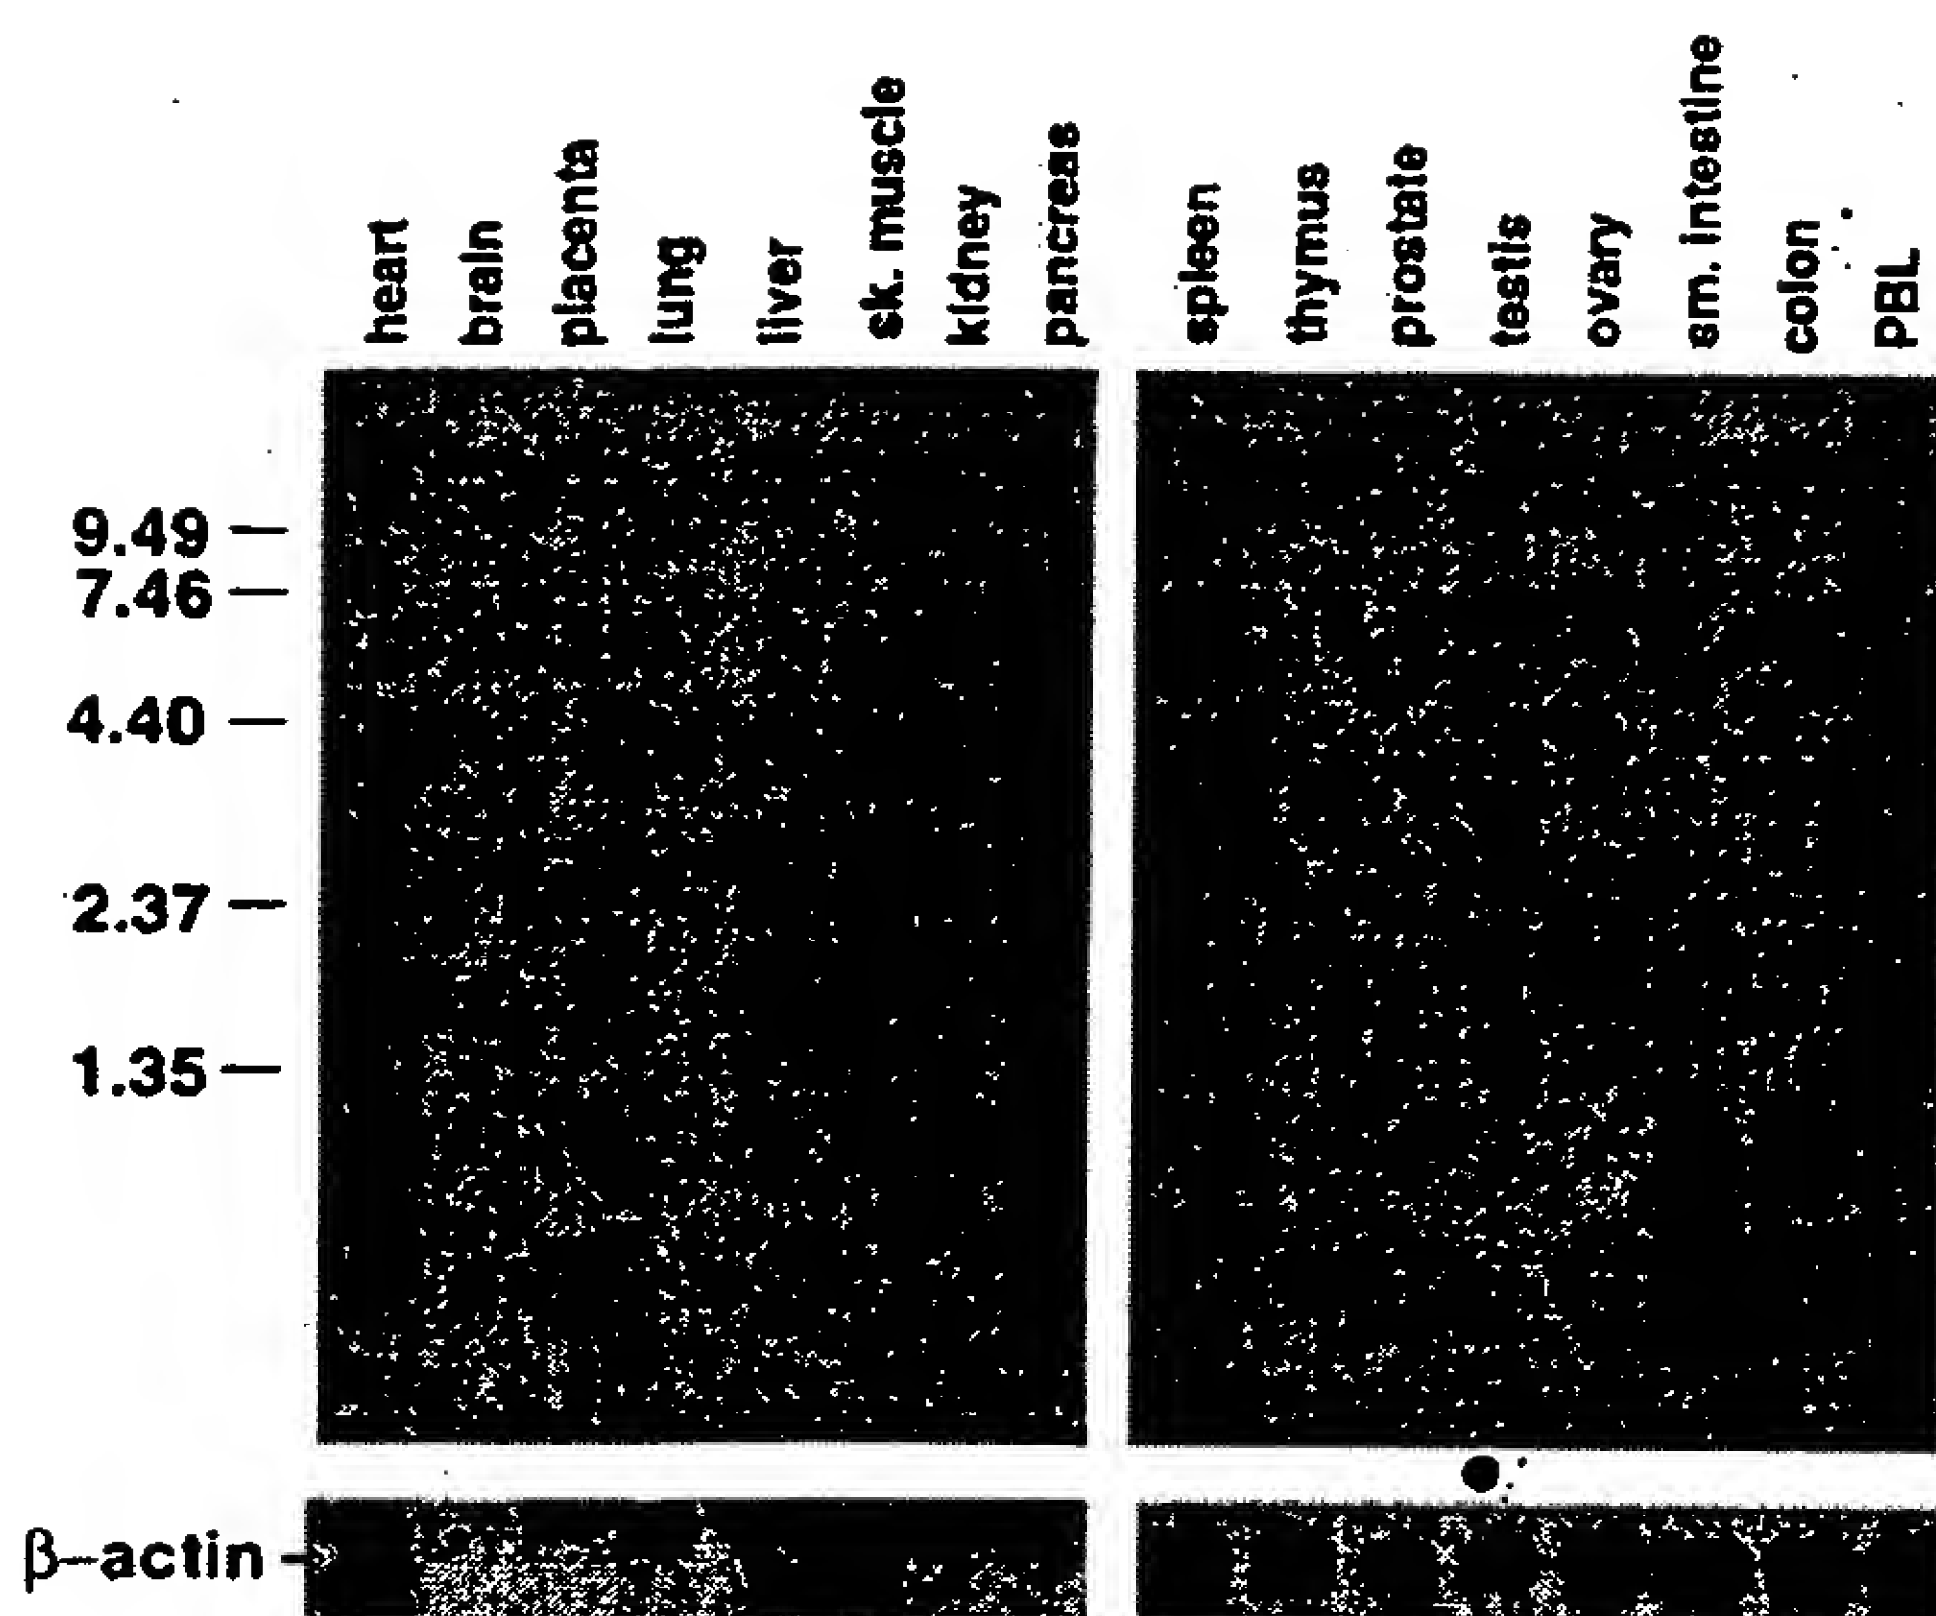 heart
brain
placenta
lung
liver
sk. muscle
kidney
pancreas
spleen
thymus
prostate
testis
ovary
sm. intestine
colon
PBL
9.49
7.46
4.40
2.37
1.35
β-actin